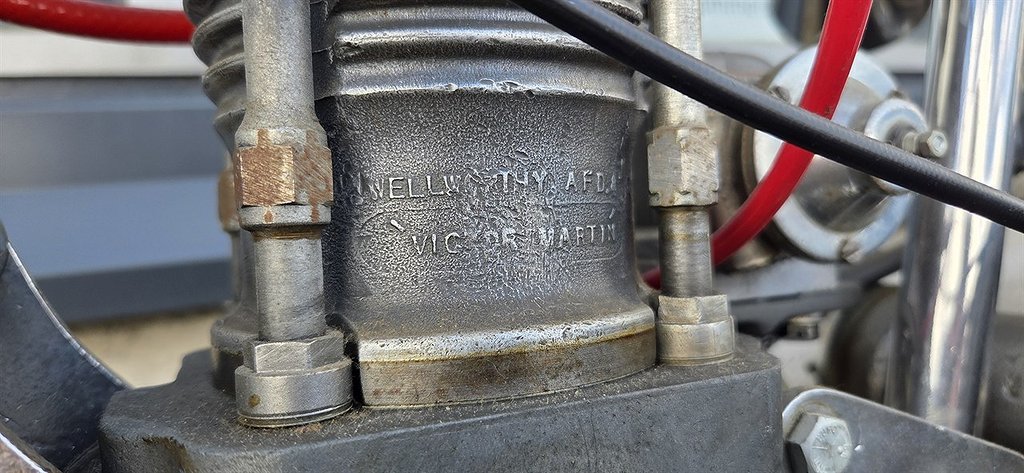 WELLWORTHY AFD.
'VICTOR MARTIN'